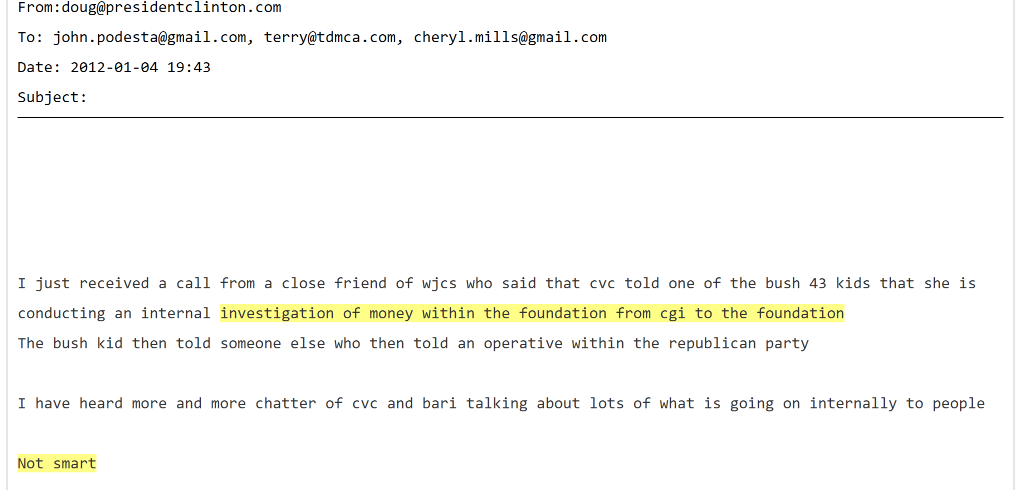 From:doug@presidentclinton.com
To: john.podesta@gmail.com, terry@tdmca.com, cheryl.mills@gmail.com
Date: 2012-01-04 19:43
Subject:
I just received a call from a close friend of wjcs who said that cvc told one of the bush 43 kids that she is
conducting an internal investigation of money within the foundation from cgi to the foundation
The bush kid then told someone else who then told an operative within the republican party
I have heard more and more chatter of cvc and bari talking about lots of what is going on internally to people
Not smart